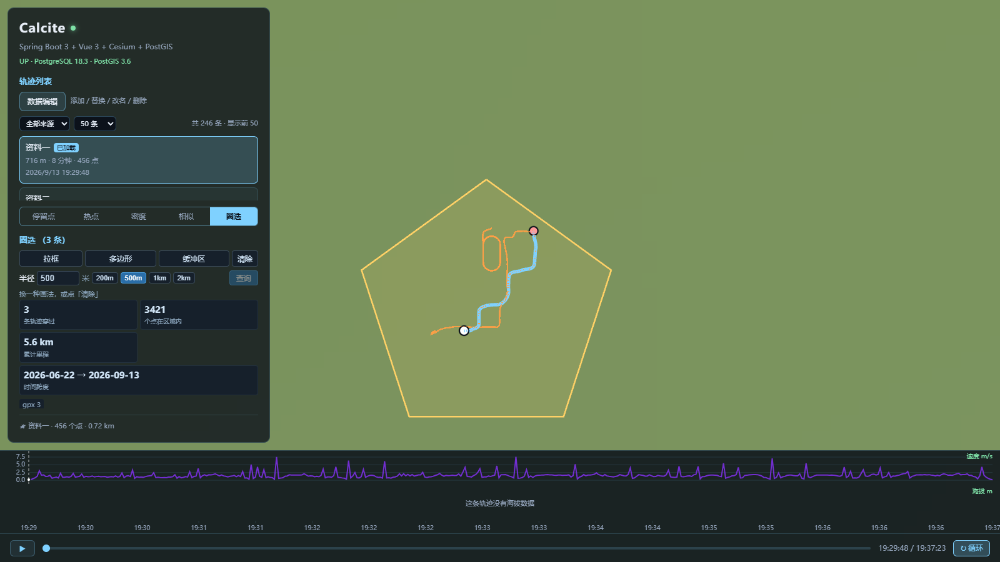 Calcite
Spring Boot 3 + Vue 3 + Cesium + PostGIS
UP · PostgreSQL 18.3 · PostGIS 3.6
轨迹列表
数据编辑 添加 / 替换 / 改名 / 删除
全部来源 50 条 共 246 条 · 显示前 50
资料一 已加载
716 m · 8 分钟 · 456 点
2026/9/13 19:29:48
资料二
停留点 热点 密度 相似 圈选
圈选 (3 条)
拉框 多边形 缓冲区 清除
半径 500 米 200m 500m 1km 2km 查询
换一种画法，或点「清除」
3 3421
条轨迹穿过 个点在区域内
5.6 km
累计里程
2026-06-22 → 2026-09-13
时间跨度
gpx 3
资料一 · 456 个点 · 0.72 km
速度 m/s
7.5
5.0
2.5
0.0
海拔 m
这条轨迹没有海拔数据
19:29 19:30 19:30 19:31 19:31 19:32 19:32 19:32 19:33 19:33 19:34 19:34 19:35 19:35 19:36 19:36 19:36 19:37
19:29:48 / 19:37:23 ↻ 循环